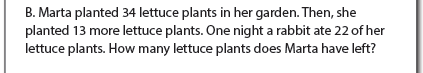 B. Marta planted 34 lettuce plants in her garden. Then, she
planted 13 more lettuce plants. One night a rabbit ate 22 of her
lettuce plants. How many lettuce plants does Marta have left?